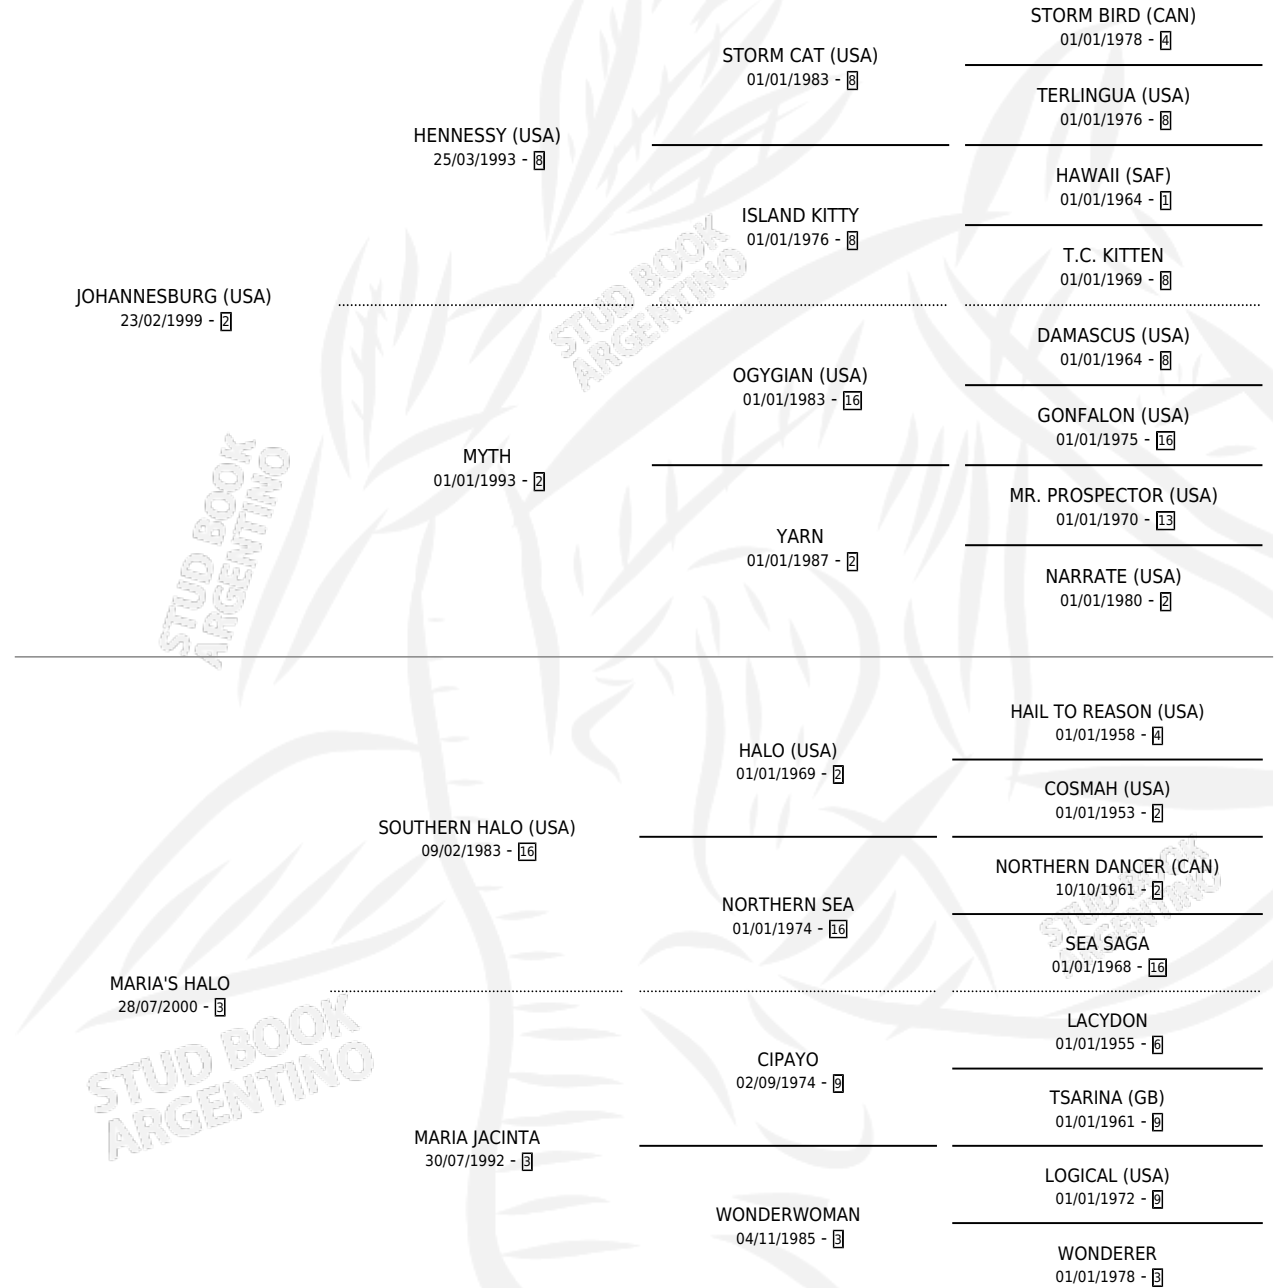 STORM BIRD (CAN)
01/01/1978 - 4
STORM CAT (USA)
01/01/1983 - 8
TERLINGUA (USA)
01/01/1976 - 8
HENNESSY (USA)
25/03/1993 - 8
HAWAII (SAF)
01/01/1964 - 1
ISLAND KITTY
01/01/1976 - 8
T.C. KITTEN
01/01/1969 - 8
JOHANNESBURG (USA)
23/02/1999 - 2
DAMASCUS (USA)
01/01/1964 - 8
OGYGIAN (USA)
01/01/1983 - 16
GONFALON (USA)
01/01/1975 - 16
MYTH
01/01/1993 - 2
MR. PROSPECTOR (USA)
01/01/1970 - 13
YARN
01/01/1987 - 2
NARRATE (USA)
01/01/1980 - 2
HAIL TO REASON (USA)
01/01/1958 - 4
HALO (USA)
01/01/1969 - 2
COSMAH (USA)
01/01/1953 - 2
SOUTHERN HALO (USA)
09/02/1983 - 16
NORTHERN DANCER (CAN)
10/10/1961 - 2
NORTHERN SEA
01/01/1974 - 16
SEA SAGA
01/01/1968 - 16
MARIA'S HALO
28/07/2000 - 3
LACYDON
01/01/1955 - 6
CIPAYO
02/09/1974 - 9
TSARINA (GB)
01/01/1961 - 9
MARIA JACINTA
30/07/1992 - 3
LOGICAL (USA)
01/01/1972 - 9
WONDERWOMAN
04/11/1985 - 3
WONDERER
01/01/1978 - 3
STUD BOOK
ARGENTINO
STUD BOOK
ARGENTINO
STUD BOOK
ARGENTINO
STUD BOOK
ARGENTINO